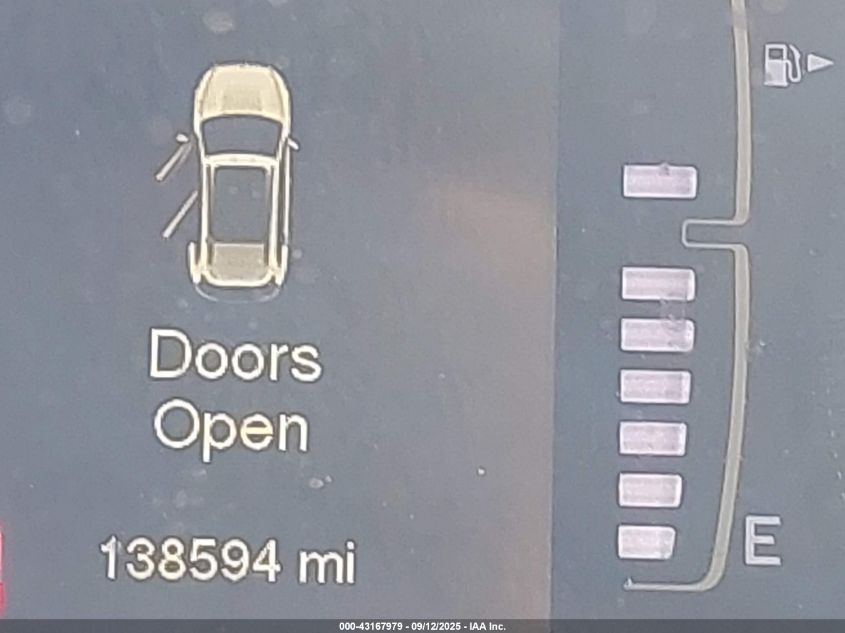 Doors
Open
138594 mi
E
000-43167979 - 09/12/2025 - IAA Inc.